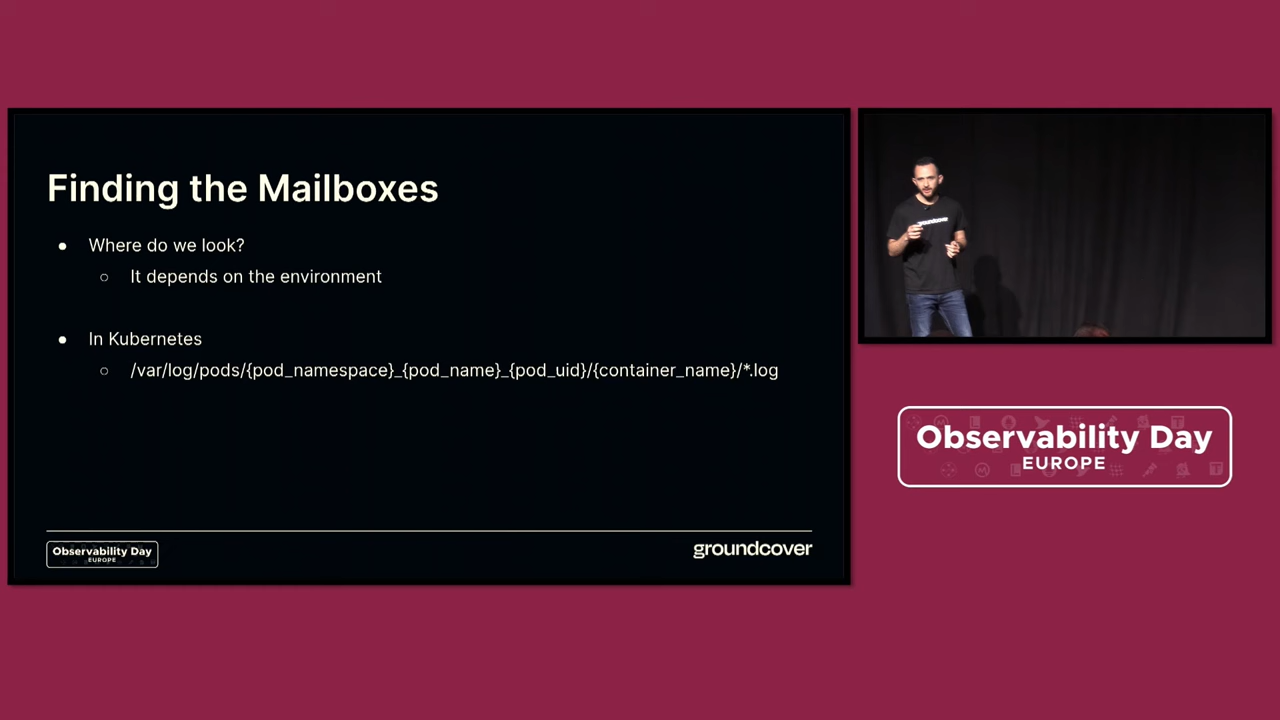 Finding the Mailboxes
● Where do we look?
○ It depends on the environment
● In Kubernetes
○ /var/log/pods/{pod_namespace}_{pod_name}_{pod_uid}/{container_name}/*.log
Observability Day
EUROPE
groundcover
groundcover
Observability Day
EUROPE